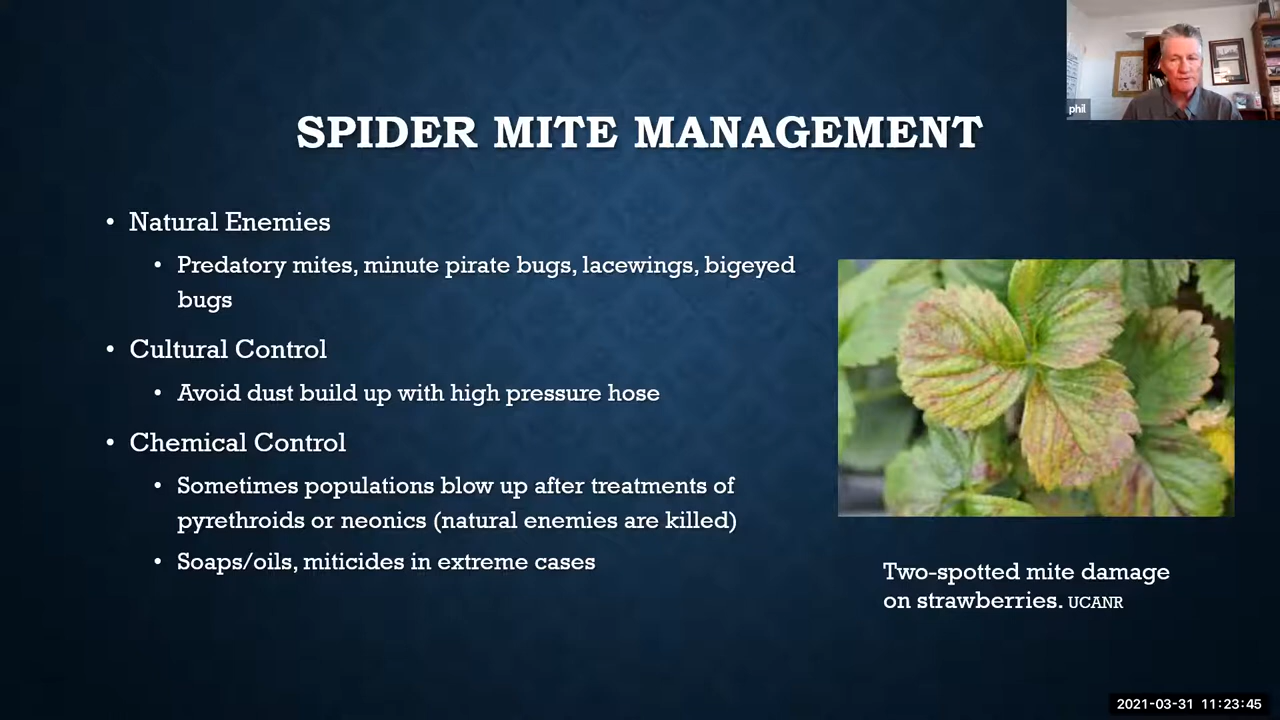 phil
SPIDER MITE MANAGEMENT
• Natural Enemies
• Predatory mites, minute pirate bugs, lacewings, bigeyed
bugs
• Cultural Control
• Avoid dust build up with high pressure hose
• Chemical Control
• Sometimes populations blow up after treatments of
pyrethroids or neonics (natural enemies are killed)
• Soaps/oils, miticides in extreme cases
Two-spotted mite damage
on strawberries. UCANR
2021-03-31 11:23:45